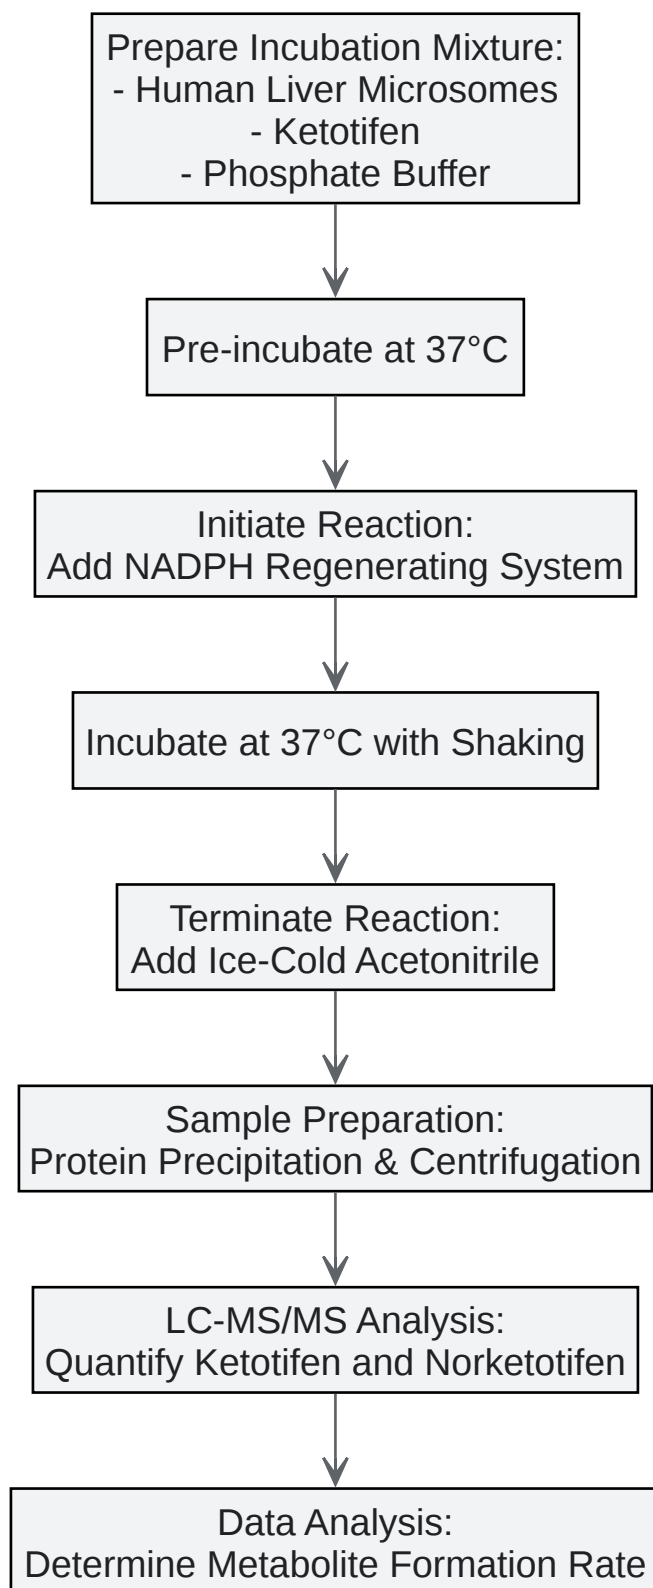 Prepare Incubation Mixture:
- Human Liver Microsomes
- Ketotifen
- Phosphate Buffer
Pre-incubate at 37°C
Initiate Reaction:
Add NADPH Regenerating System
Incubate at 37°C with Shaking
Terminate Reaction:
Add Ice-Cold Acetonitrile
Sample Preparation:
Protein Precipitation & Centrifugation
LC-MS/MS Analysis:
Quantify Ketotifen and Norketotifen
Data Analysis:
Determine Metabolite Formation Rate